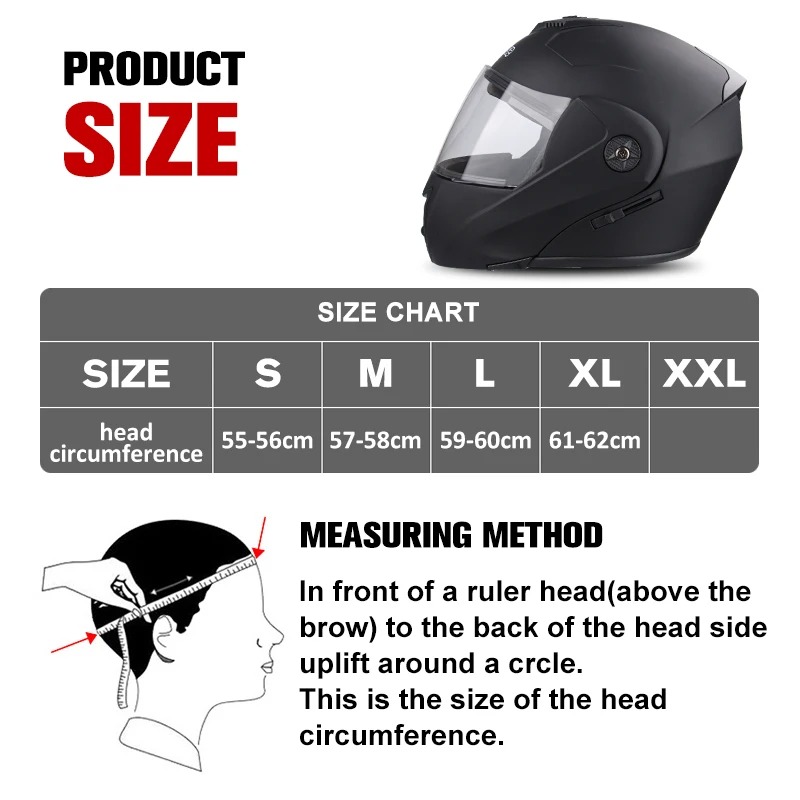 PRODUCT
SIZE
SIZE CHART
SIZE S M L XL XXL
head
circumference 55-56cm 57-58cm 59-60cm 61-62cm
MEASURING METHOD
In front of a ruler head(above the
brow) to the back of the head side
uplift around a crcle.
This is the size of the head
circumference.